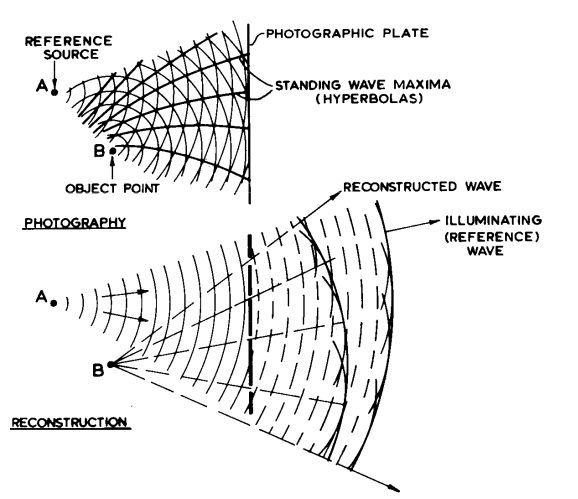 REFERENCE
SOURCE
A
PHOTOGRAPHIC PLATE
STANDING WAVE MAXIMA
(HYPERBOLAS)
B
OBJECT POINT
PHOTOGRAPHY
RECONSTRUCTED WAVE
ILLUMINATING
(REFERENCE)
WAVE
A
B
RECONSTRUCTION